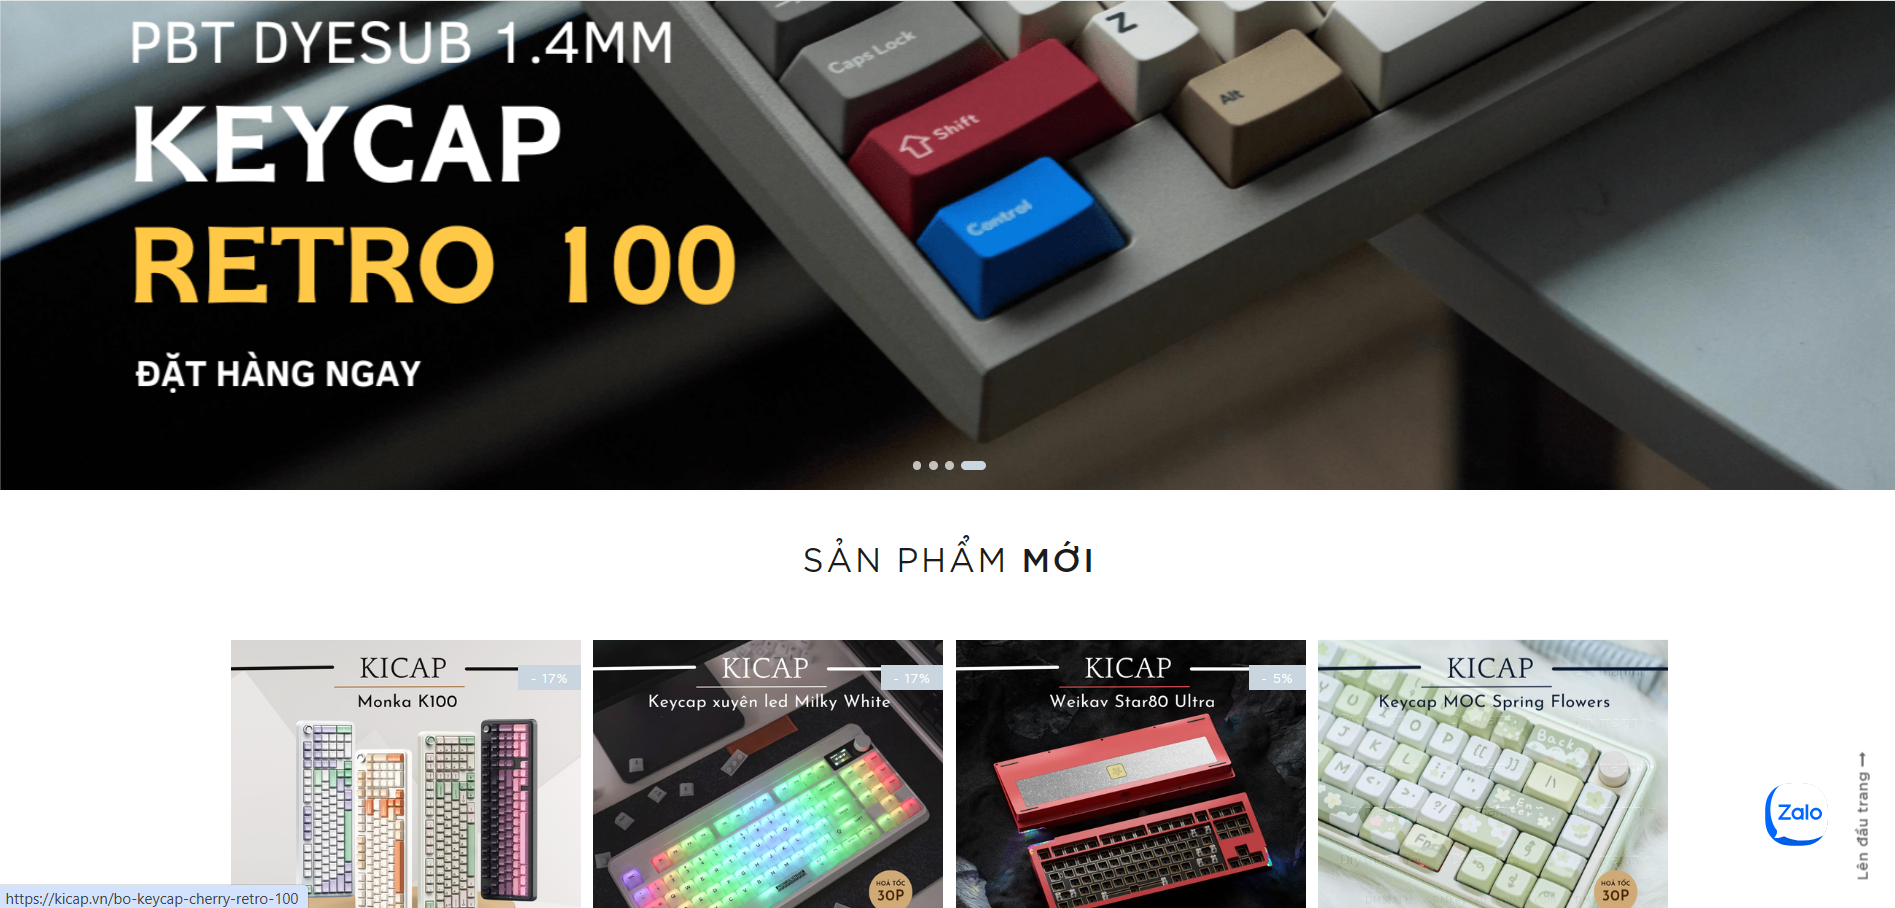 PBT DYESUB 1.4MM
KEYCAP
RETRO 100
ĐẶT HÀNG NGAY
Caps Lock
Shift
Z
Alt
Control
SẢN PHẨM MỚI
KICAP
- 17%
Monka K100
KICAP
- 17%
Keycap xuyên led Milky White
HOẢ TỐC
30P
KICAP
- 5%
Weikav Star80 Ultra
KICAP
Keycap MOC Spring Flowers
Back
HOẢ TỐC
30P
Zalo
Lên đầu trang
https://kicap.vn/bo-keycap-cherry-retro-100